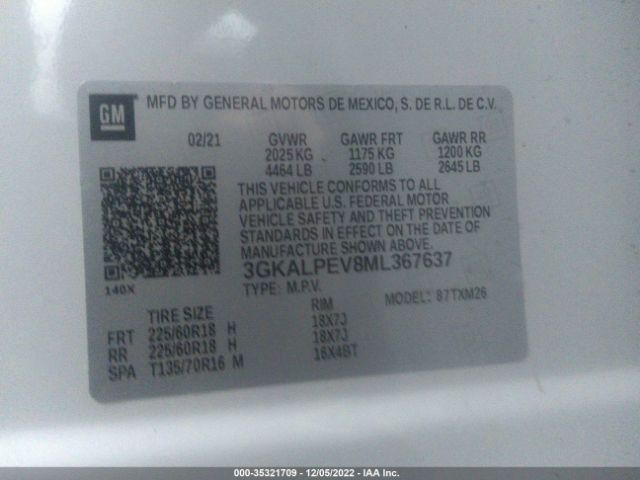 GM MFD BY GENERAL MOTORS DE MEXICO, S. DE R.L. DE C.V.
02/21 GVWR GAWR FRT GAWR RR
2025 KG 1175 KG 1200 KG
4464 LB 2590 LB 2645 LB
THIS VEHICLE CONFORMS TO ALL
APPLICABLE U.S. FEDERAL MOTOR
VEHICLE SAFETY AND THEFT PREVENTION
STANDARDS IN EFFECT ON THE DATE OF
MANUFACTURE SHOWN ABOVE.
3GKALPEV8ML367637
140X TYPE: M.P.V. MODEL: 87TXM26
TIRE SIZE RIM
FRT 225/60R18 H 18X7J
RR 225/60R18 H 18X7J
SPA T135/70R16 M 16X4BT
000-35321709 - 12/05/2022 - IAA Inc.